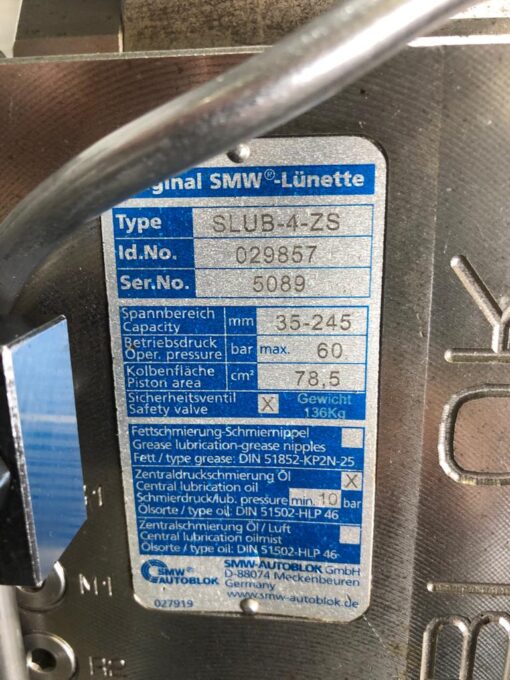 ginal SMW®-Lünette
Type SLUB-4-ZS
Id.No. 029857
Ser.No. 5089
Spannbereich
Capacity mm 35-245
Betriebsdruck
Oper. pressure bar max. 60
Kolbenfläche
Piston area cm² 78,5
Sicherheitsventil
Safety valve X Gewicht
136Kg
Fettschmierung-Schmiernippel
Grease lubrication-grease nipples
Fett / type grease: DIN 51852-KP2N-25
Zentraldruckschmierung Öl X
Central lubrication oil
Schmierdruck/lub. pressure min. 10 bar
Ölsorte / type oil: DIN 51502-HLP 46
Zentralschmierung Öl / Luft
Central lubrication oilmist
Ölsorte / type oil: DIN 51502-HLP 46
SMW® AUTOBLOK
SMW-AUTOBLOK GmbH
D-88074 Meckenbeuren
Germany
www.smw-autoblok.de
027919
M1
OK